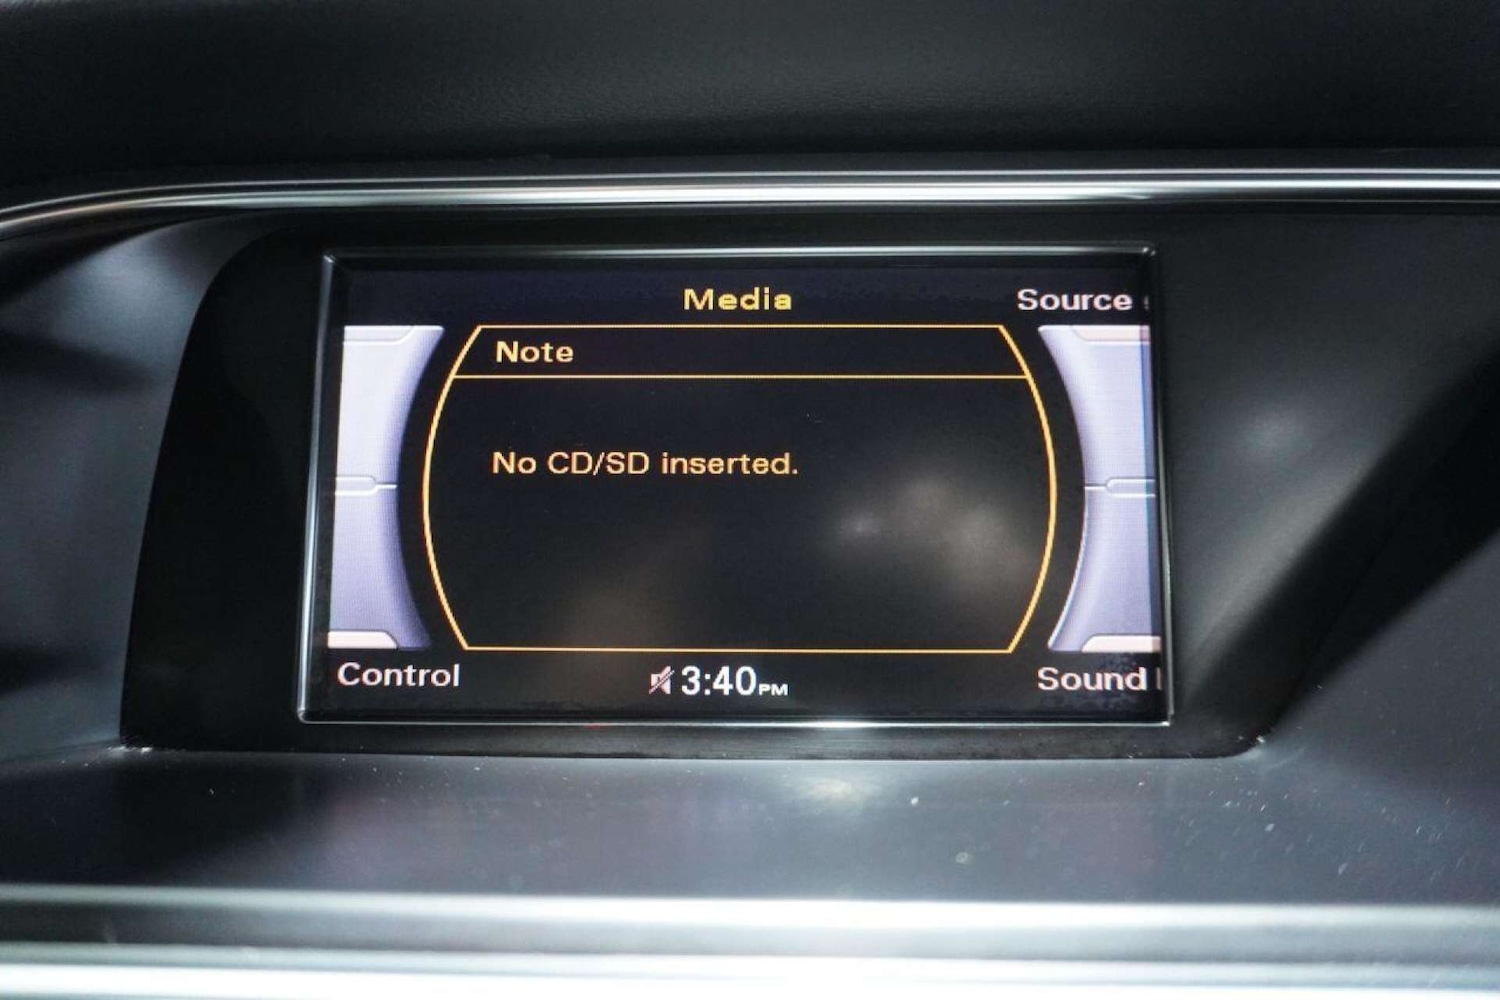 Media
Source
Note
No CD/SD inserted.
Control
3:40PM
Sound